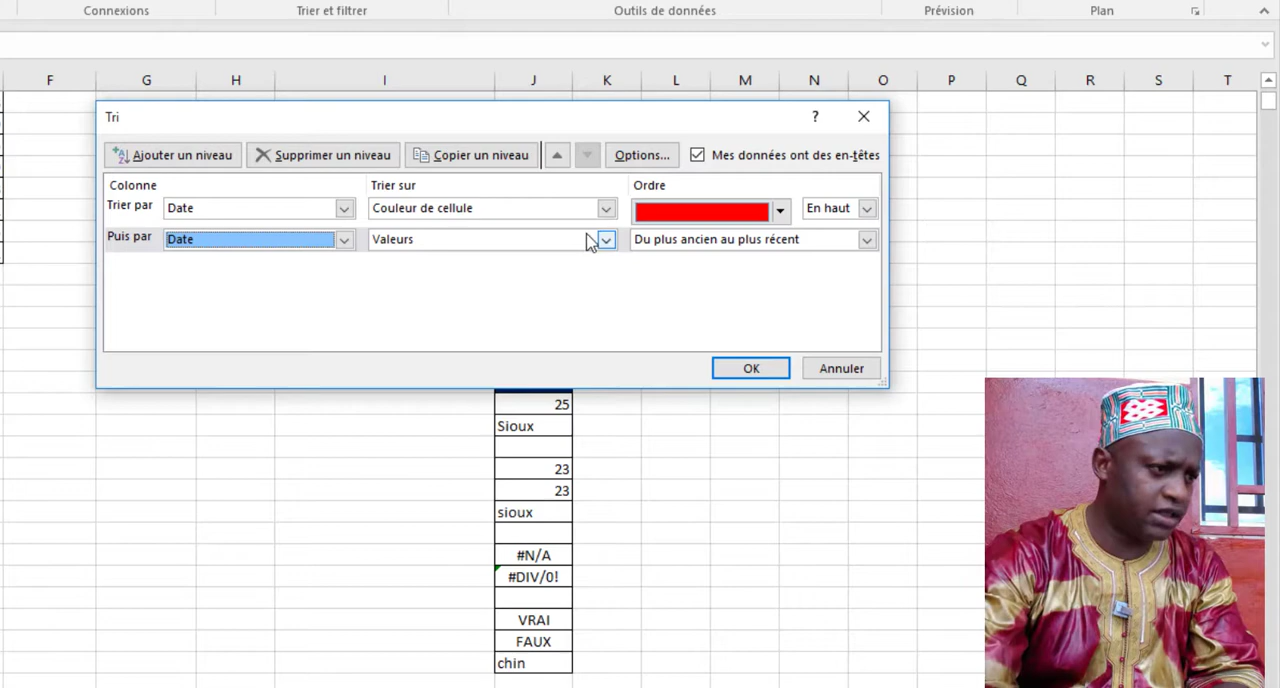 Connexions Trier et filtrer Outils de données Prévision Plan
F G H I J K L M N O P Q R S T
Tri ?
Ajouter un niveau Supprimer un niveau Copier un niveau Options... Mes données ont des en-têtes
Colonne Trier sur Ordre
Trier par Date Couleur de cellule En haut
Puis par Date Valeurs Du plus ancien au plus récent
OK Annuler
25
Sioux
23
23
sioux
#N/A
#DIV/0!
VRAI
FAUX
chin